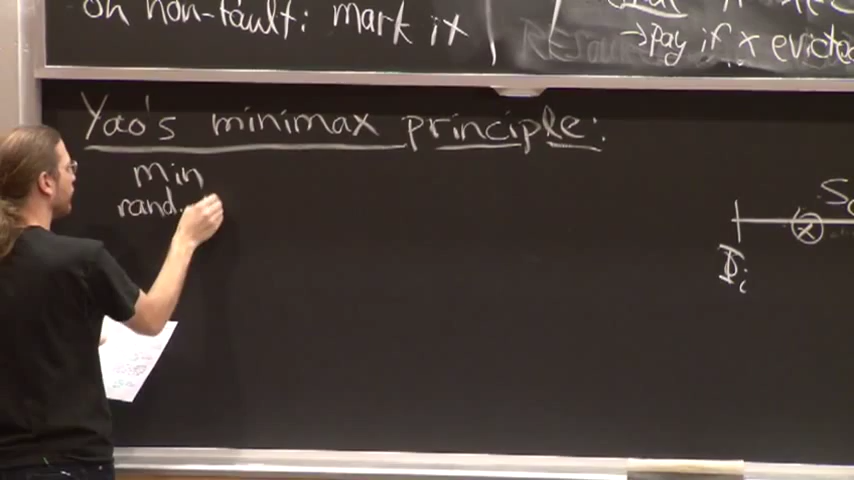 on non-fault: mark it
→pay if x evicted
Yao's minimax principle:
min
rand.
x